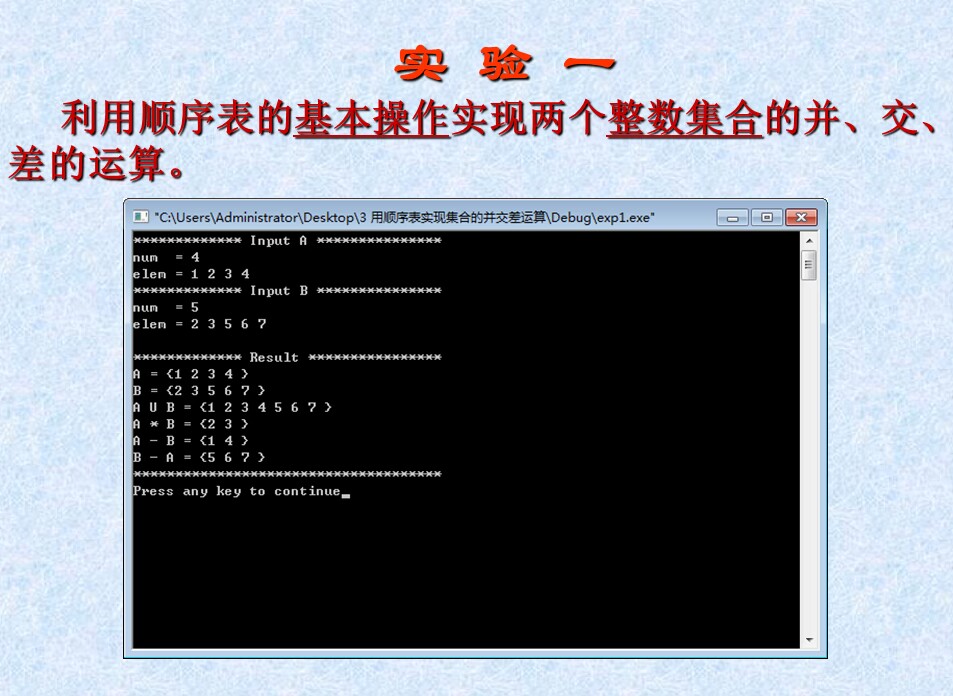 实 验 一
利用顺序表的基本操作实现两个整数集合的并、交、
差的运算。
"C:\Users\Administrator\Desktop\3 用顺序表实现集合的并交差运算\Debug\exp1.exe"
************* Input A ***************
num  = 4
elem = 1 2 3 4
************* Input B ***************
num  = 5
elem = 2 3 5 6 7
************* Result ****************
A = {1 2 3 4 }
B = {2 3 5 6 7 }
A U B = {1 2 3 4 5 6 7 }
A * B = {2 3 }
A - B = {1 4 }
B - A = {5 6 7 }
*************************************
Press any key to continue